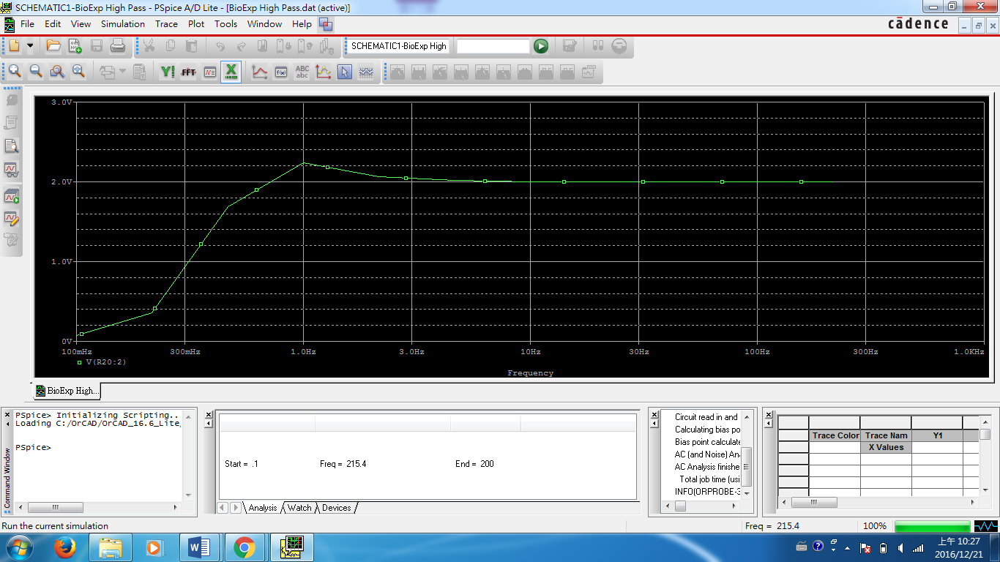 SCHEMATIC1-BioExp High Pass - PSpice A/D Lite - [BioExp High Pass.dat (active)]
File Edit View Simulation Trace Plot Tools Window Help
cādence
SCHEMATIC1-BioExp High
Y! FFT f(x) ABC abc
3.0V
2.0V
1.0V
0V
100mHz 300mHz 1.0Hz 3.0Hz 10Hz 30Hz 100Hz 300Hz 1.0KHz
V(R20:2)
Frequency
BioExp High...
Command Window
PSpice> Initializing Scripting..
Loading C:/OrCAD/OrCAD_16.6_Lite,
PSpice>
Start = .1 Freq = 215.4 End = 200
Analysis Watch Devices
Circuit read in and
Calculating bias po
Bias point calculate
AC (and Noise) An
AC Analysis finishe
Total job time (usi
INFO(ORPROBE-3
Trace Color Trace Nam Y1
X Values
Run the current simulation
Freq = 215.4 100%
上午 10:27
2016/12/21